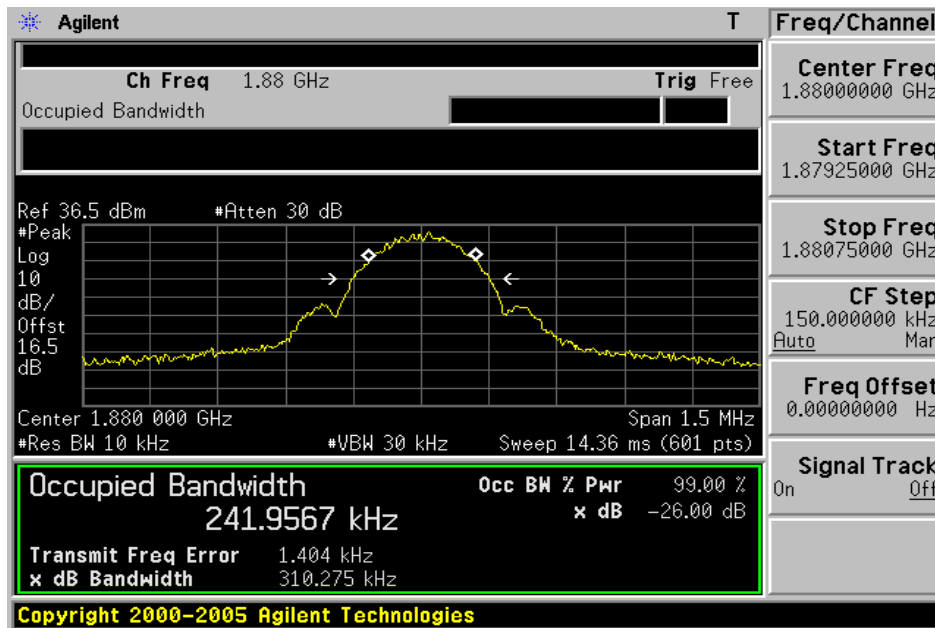 Agilent T
Freq/Channel
Ch Freq 1.88 GHz Trig Free
Occupied Bandwidth
Center Freq
1.88000000 GHz
Start Freq
1.87925000 GHz
Stop Freq
1.88075000 GHz
CF Step
150.000000 kHz
Auto Man
Freq Offset
0.00000000 Hz
Signal Track
On Off
Ref 36.5 dBm #Atten 30 dB
#Peak
Log
10
dB/
Offst
16.5
dB
Center 1.880 000 GHz Span 1.5 MHz
#Res BW 10 kHz #VBW 30 kHz Sweep 14.36 ms (601 pts)
Occupied Bandwidth
241.9567 kHz
Occ BW % Pwr 99.00 %
x dB -26.00 dB
Transmit Freq Error 1.404 kHz
x dB Bandwidth 310.275 kHz
Copyright 2000-2005 Agilent Technologies